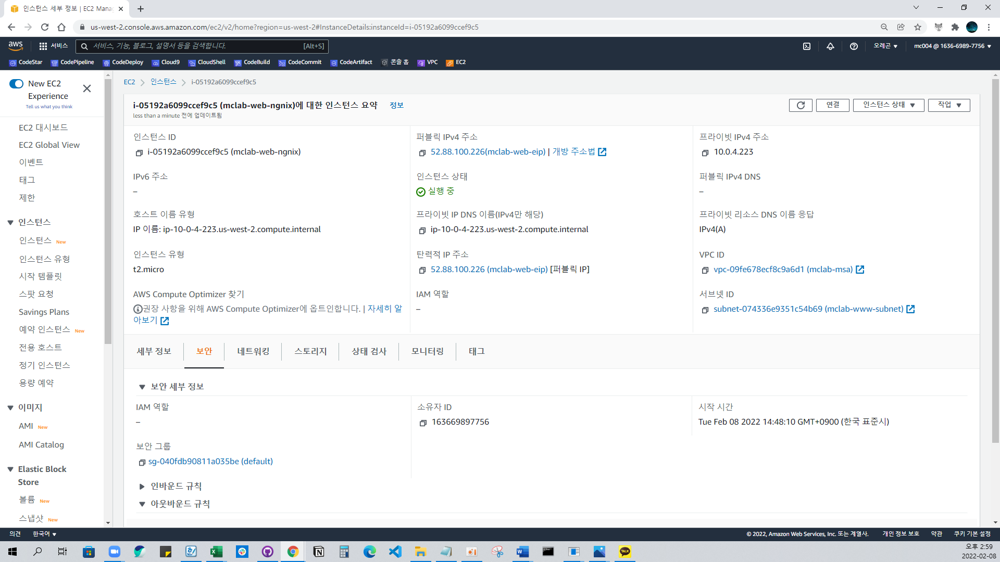 인스턴스 세부 정보 | EC2 Mana
us-west-2.console.aws.amazon.com/ec2/v2/home?region=us-west-2#InstanceDetails:instanceId=i-05192a6099ccef9c5
aws 서비스 서비스, 기능, 블로그, 설명서 등을 검색합니다. [Alt+S] 오레곤 ▼ mc004 @ 1636-6989-7756 ▼
CodeStar CodePipeline CodeDeploy Cloud9 CloudShell CodeBuild CodeCommit CodeArtifact 콘솔 홈 VPC EC2
New EC2
Experience
Tell us what you think
EC2 대시보드
EC2 Global View
이벤트
태그
제한
인스턴스
인스턴스 New
인스턴스 유형
시작 템플릿
스팟 요청
Savings Plans
예약 인스턴스 New
전용 호스트
정기 인스턴스
용량 예약
이미지
AMI New
AMI Catalog
Elastic Block
Store
볼륨 New
스냅샷 New
EC2 > 인스턴스 > i-05192a6099ccef9c5
i-05192a6099ccef9c5 (mclab-web-ngnix)에 대한 인스턴스 요약 정보
less than a minute 전에 업데이트됨
연결 인스턴스 상태 ▼ 작업 ▼
인스턴스 ID
i-05192a6099ccef9c5 (mclab-web-ngnix)
퍼블릭 IPv4 주소
52.88.100.226(mclab-web-eip) | 개방 주소법
프라이빗 IPv4 주소
10.0.4.223
IPv6 주소
–
인스턴스 상태
실행 중
퍼블릭 IPv4 DNS
–
호스트 이름 유형
IP 이름: ip-10-0-4-223.us-west-2.compute.internal
프라이빗 IP DNS 이름(IPv4만 해당)
ip-10-0-4-223.us-west-2.compute.internal
프라이빗 리소스 DNS 이름 응답
IPv4(A)
인스턴스 유형
t2.micro
탄력적 IP 주소
52.88.100.226 (mclab-web-eip) [퍼블릭 IP]
VPC ID
vpc-09fe678ecf8c9a6d1 (mclab-msa)
AWS Compute Optimizer 찾기
권장 사항을 위해 AWS Compute Optimizer에 옵트인합니다. | 자세히 알
아보기
IAM 역할
–
서브넷 ID
subnet-074336e9351c54b69 (mclab-www-subnet)
세부 정보 보안 네트워킹 스토리지 상태 검사 모니터링 태그
보안 세부 정보
IAM 역할
–
소유자 ID
163669897756
시작 시간
Tue Feb 08 2022 14:48:10 GMT+0900 (한국 표준시)
보안 그룹
sg-040fdb90811a035be (default)
인바운드 규칙
아웃바운드 규칙
의견 한국어 ▼ © 2022, Amazon Web Services, Inc. 또는 계열사. 개인 정보 보호 약관 쿠키 기본 설정
오후 2:59
2022-02-08